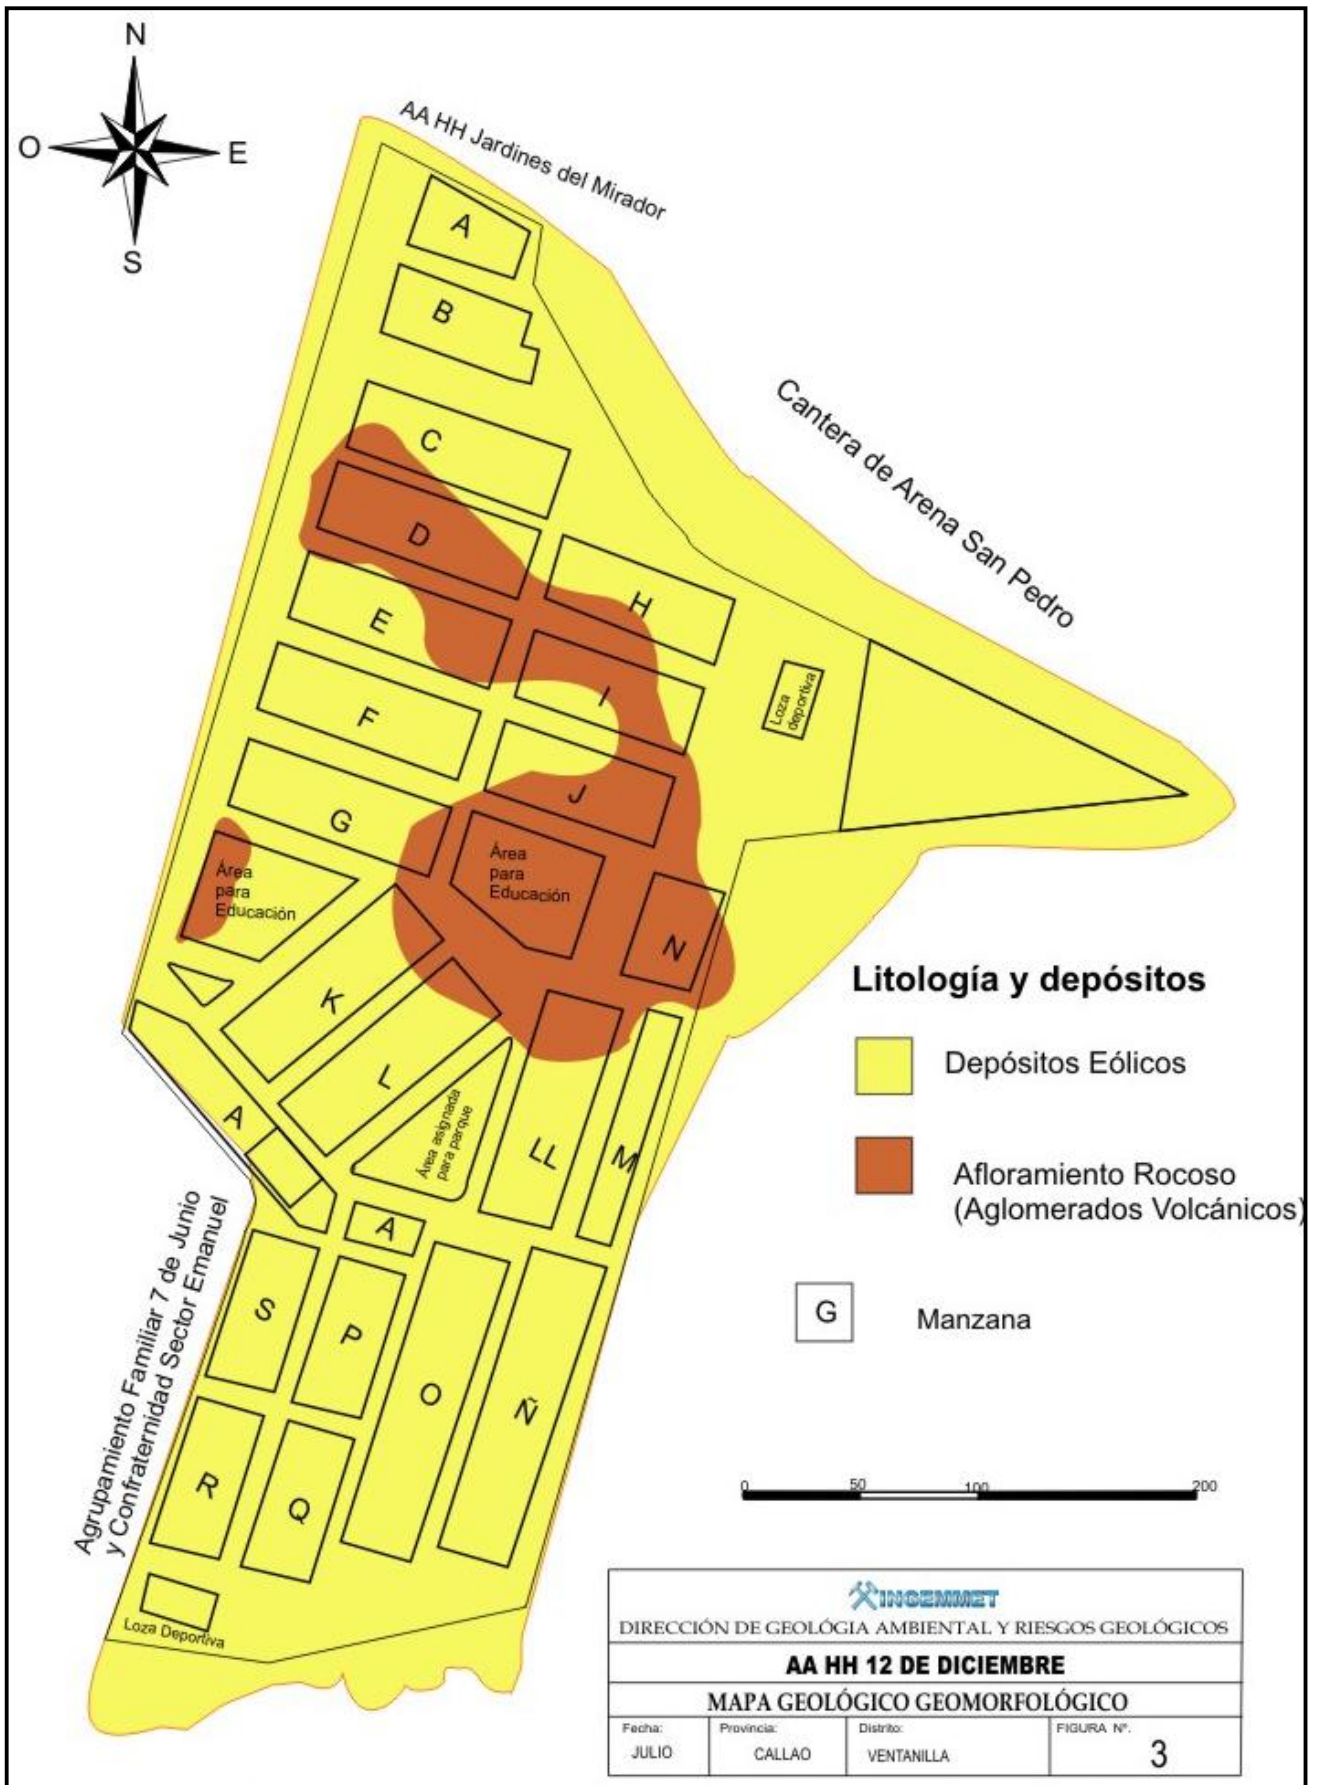 N
O
E
S
AA HH Jardines del Mirador
A
B
Cantera de Arena San Pedro
C
D
H
E
I
Loza
deportiva
F
J
G
Área
para
Educación
Área
para
Educación
N
K
L
Área asignada
para parque
A
LL
M
A
Agrupamiento Familiar 7 de Junio
y Confraternidad Sector Emanuel
S
P
O
Ñ
R
Q
Loza Deportiva
Litología y depósitos
Depósitos Eólicos
Afloramiento Rocoso
(Aglomerados Volcánicos)
G
Manzana
0 50 100 200
INGEMMET
DIRECCIÓN DE GEOLÓGIA AMBIENTAL Y RIESGOS GEOLÓGICOS
AA HH 12 DE DICIEMBRE
MAPA GEOLÓGICO GEOMORFOLÓGICO
Fecha: Provincia: Distrito: FIGURA Nº.
JULIO CALLAO VENTANILLA 3